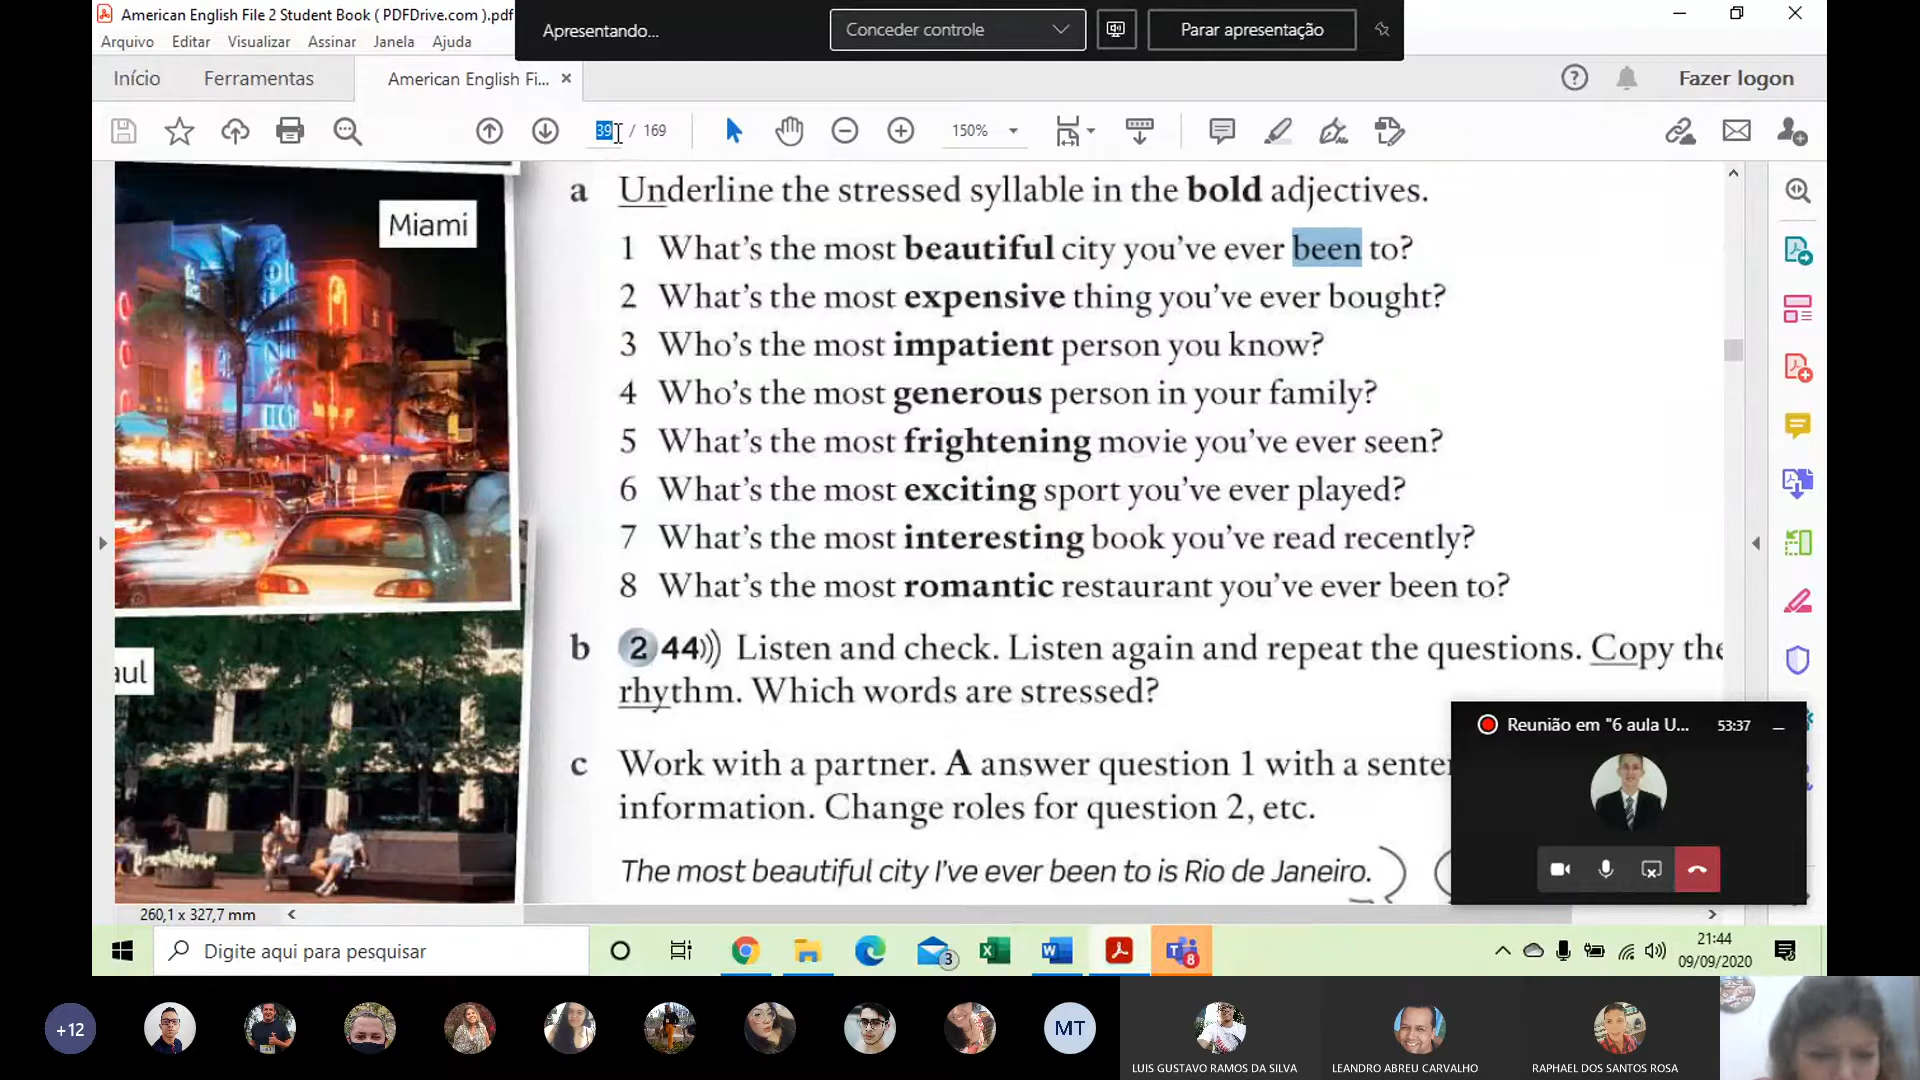 American English File 2 Student Book ( PDFDrive.com ).pdf
Apresentando...
Conceder controle
Parar apresentação
Arquivo Editar Visualizar Assinar Janela Ajuda
Início Ferramentas American English Fi... Fazer logon
39 / 169 150%
Miami
a Underline the stressed syllable in the bold adjectives.
1 What's the most beautiful city you've ever been to?
2 What's the most expensive thing you've ever bought?
3 Who's the most impatient person you know?
4 Who's the most generous person in your family?
5 What's the most frightening movie you've ever seen?
6 What's the most exciting sport you've ever played?
7 What's the most interesting book you've read recently?
8 What's the most romantic restaurant you've ever been to?
b 2 44)) Listen and check. Listen again and repeat the questions. Copy the
aul
rhythm. Which words are stressed?
Reunião em "6 aula U... 53:37
c Work with a partner. A answer question 1 with a senten
information. Change roles for question 2, etc.
The most beautiful city I've ever been to is Rio de Janeiro.
260,1 x 327,7 mm
Digite aqui para pesquisar
3
8
21:44
09/09/2020
+12
MT
LUIS GUSTAVO RAMOS DA SILVA
LEANDRO ABREU CARVALHO
RAPHAEL DOS SANTOS ROSA